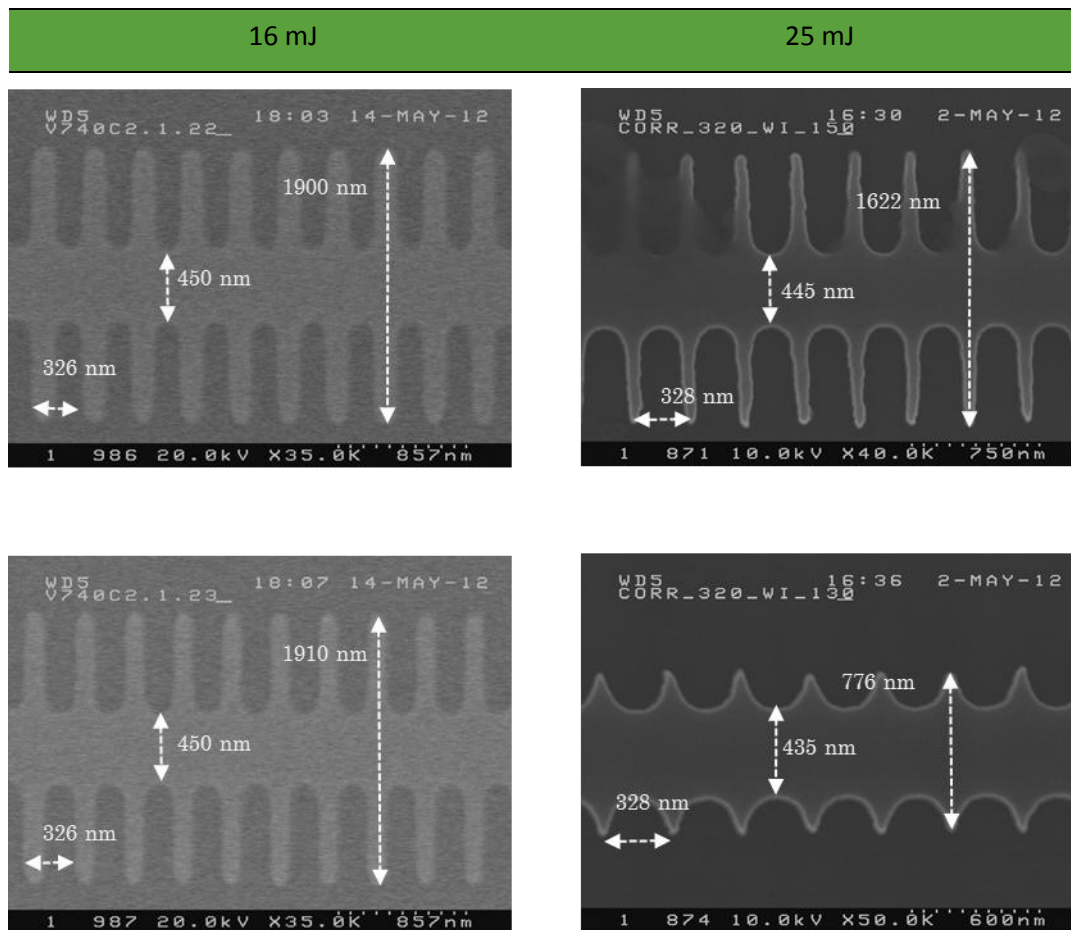 16 mJ 25 mJ
WD5 18:03 14-MAY-12
V740C2.1.22_
1900 nm
450 nm
326 nm
1 986 20.0kV X35.0K 857nm
WD5 16:30 2-MAY-12
CORR_320_WI_150
1622 nm
445 nm
328 nm
1 871 10.0kV X40.0K 750nm
WD5 18:07 14-MAY-12
V740C2.1.23_
1910 nm
450 nm
326 nm
1 987 20.0kV X35.0K 857nm
WD5 16:36 2-MAY-12
CORR_320_WI_130
776 nm
435 nm
328 nm
1 874 10.0kV X50.0K 600nm